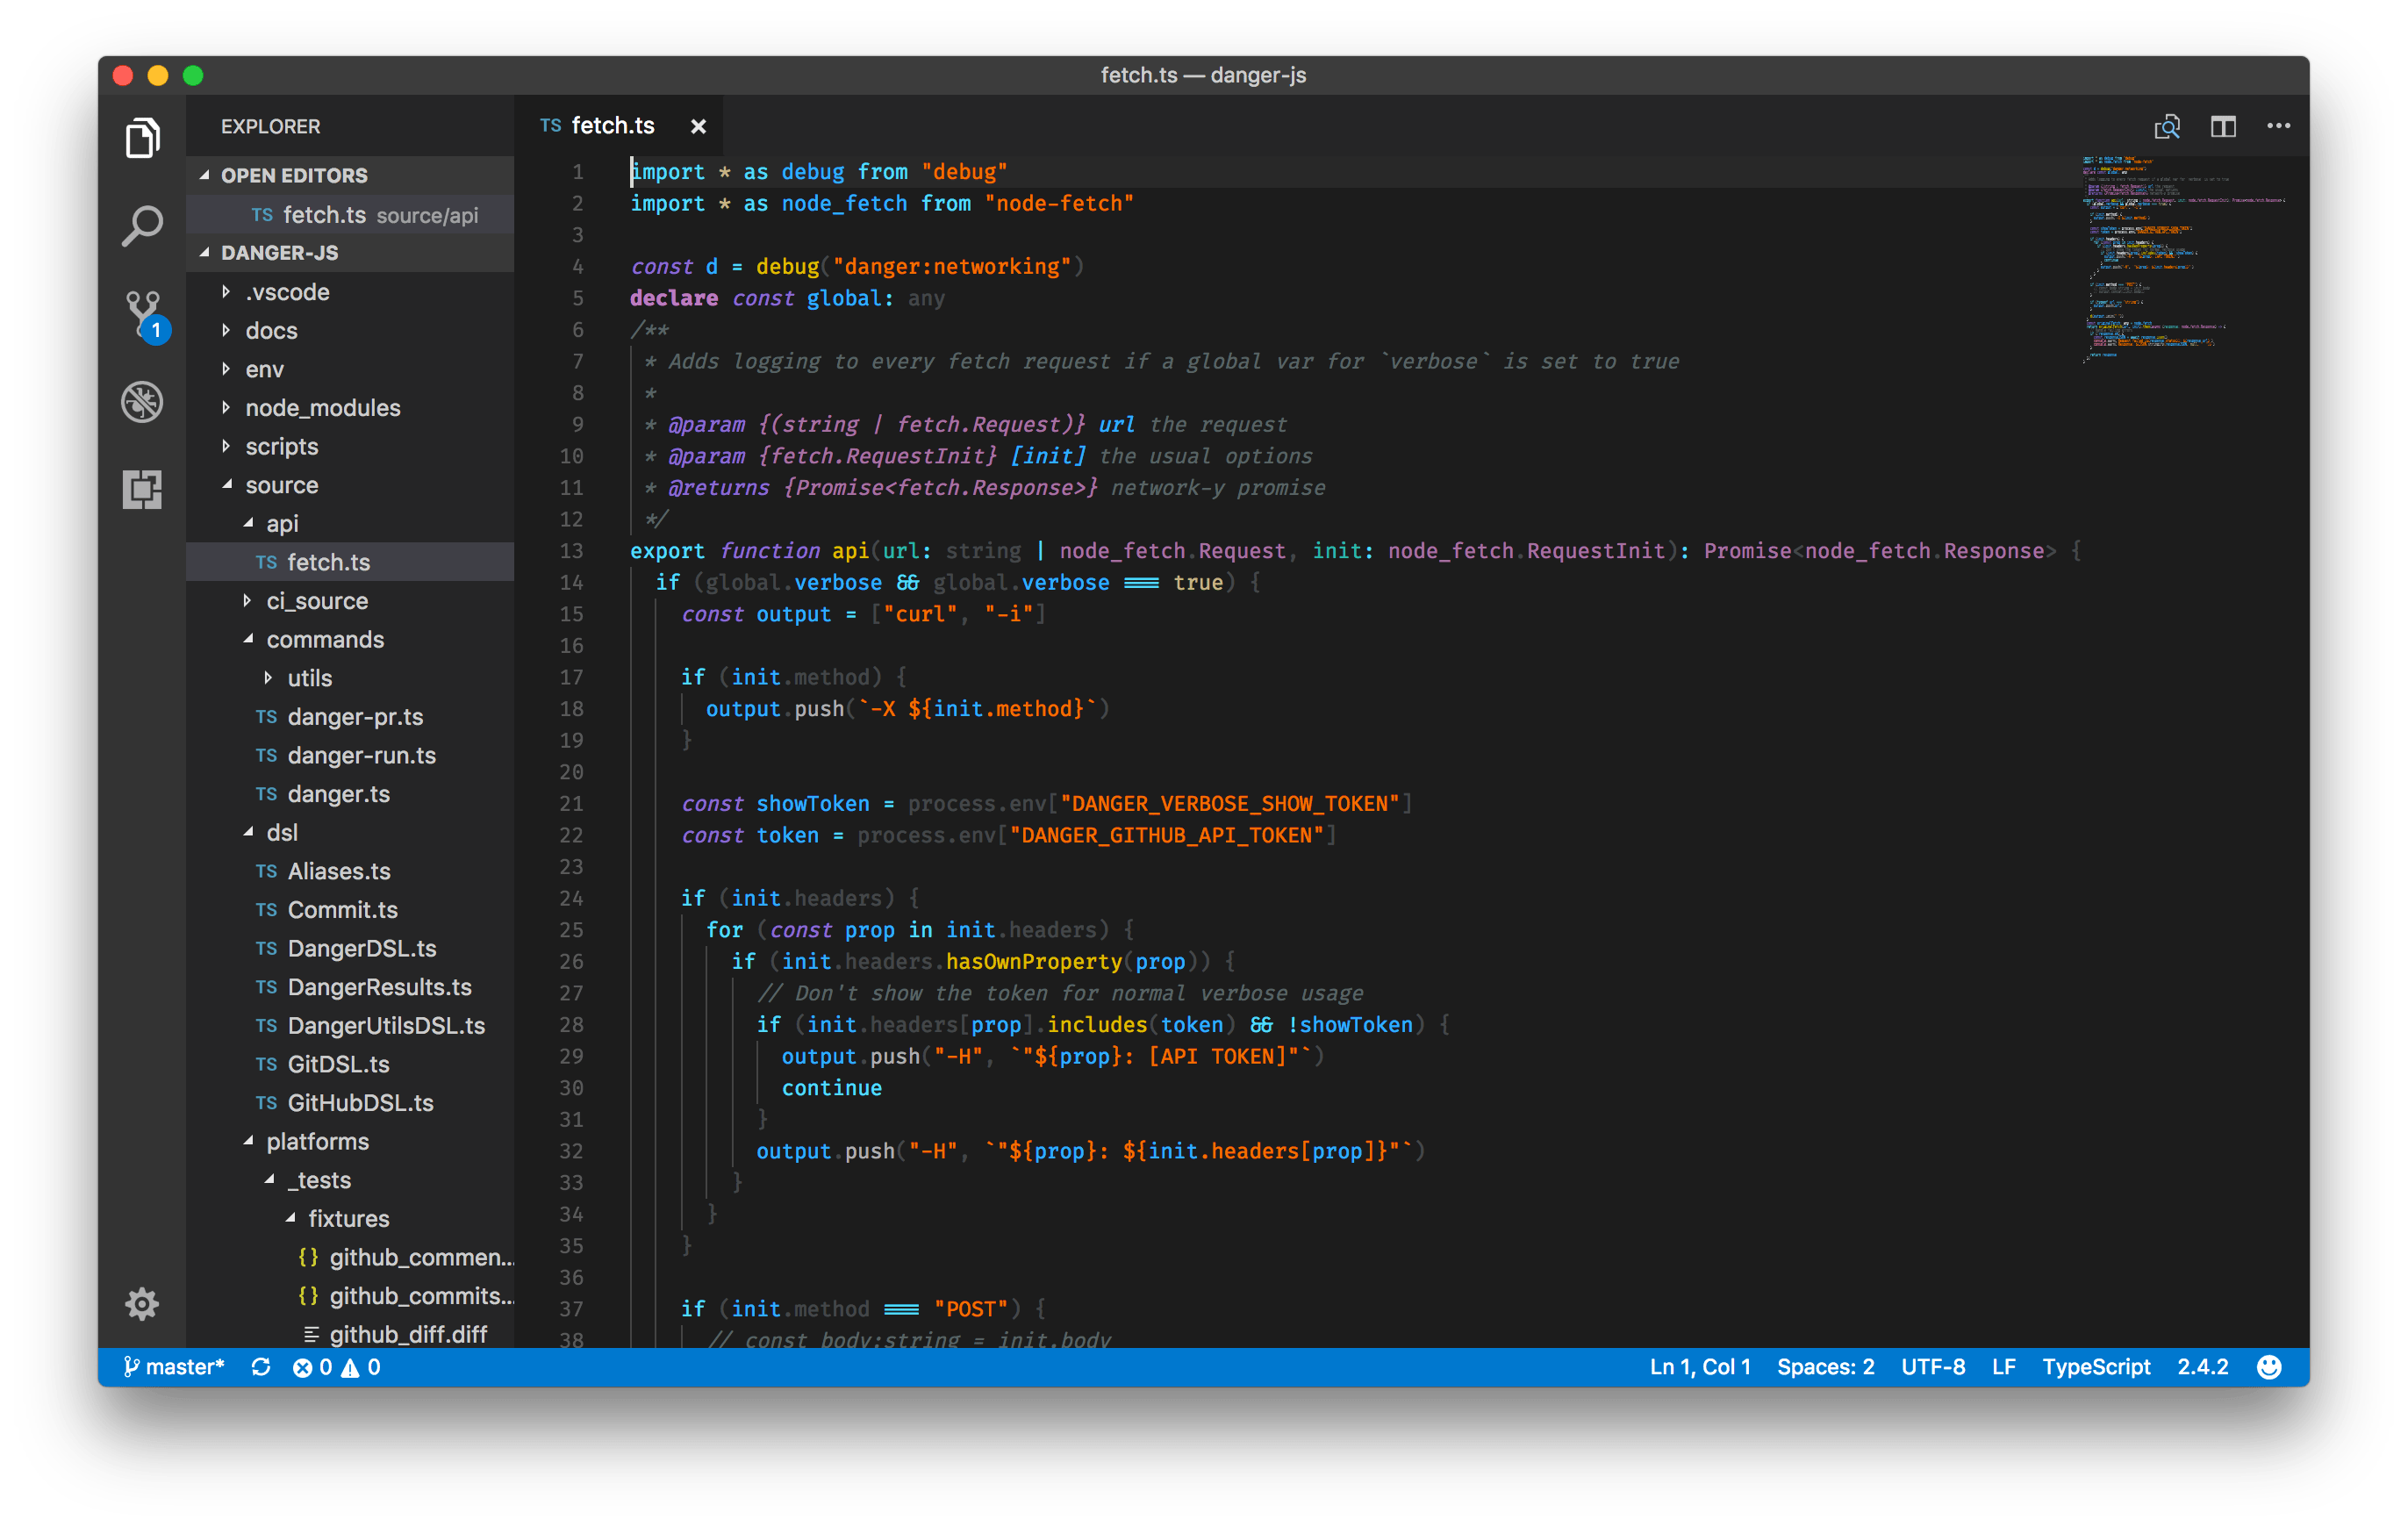 fetch.ts — danger-js
EXPLORER
OPEN EDITORS
TS fetch.ts source/api
DANGER-JS
.vscode
docs
env
node_modules
scripts
source
api
TS fetch.ts
ci_source
commands
utils
TS danger-pr.ts
TS danger-run.ts
TS danger.ts
dsl
TS Aliases.ts
TS Commit.ts
TS DangerDSL.ts
TS DangerResults.ts
TS DangerUtilsDSL.ts
TS GitDSL.ts
TS GitHubDSL.ts
platforms
_tests
fixtures
{} github_commen...
{} github_commits...
github_diff.diff
1
TS fetch.ts ×
1 import * as debug from "debug"
2 import * as node_fetch from "node-fetch"
3
4 const d = debug("danger:networking")
5 declare const global: any
6 /**
7 * Adds logging to every fetch request if a global var for `verbose` is set to true
8 *
9 * @param {(string | fetch.Request)} url the request
10 * @param {fetch.RequestInit} [init] the usual options
11 * @returns {Promise<fetch.Response>} network-y promise
12 */
13 export function api(url: string | node_fetch.Request, init: node_fetch.RequestInit): Promise<node_fetch.Response> {
14 if (global.verbose && global.verbose === true) {
15 const output = ["curl", "-i"]
16
17 if (init.method) {
18 output.push(`-X ${init.method}`)
19 }
20
21 const showToken = process.env["DANGER_VERBOSE_SHOW_TOKEN"]
22 const token = process.env["DANGER_GITHUB_API_TOKEN"]
23
24 if (init.headers) {
25 for (const prop in init.headers) {
26 if (init.headers.hasOwnProperty(prop)) {
27 // Don't show the token for normal verbose usage
28 if (init.headers[prop].includes(token) && !showToken) {
29 output.push("-H", `"${prop}: [API TOKEN]"`)
30 continue
31 }
32 output.push("-H", `"${prop}: ${init.headers[prop]}"`)
33 }
34 }
35 }
36
37 if (init.method === "POST") {
38 // const body:string = init.body
master* 0 0
Ln 1, Col 1 Spaces: 2 UTF-8 LF TypeScript 2.4.2